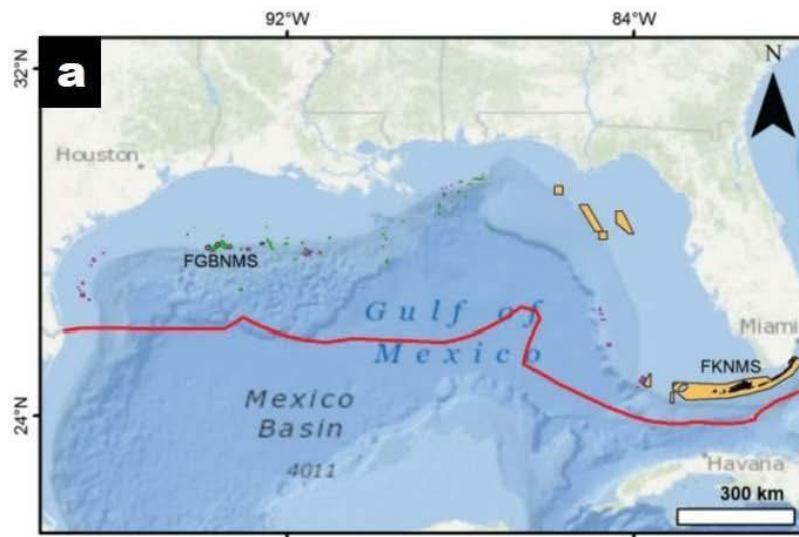 92°W
84°W
a
N
32°N
Houston
FGBNMS
Gulf of
Mexico
Miami
FKNMS
Mexico
Basin
24°N
4011
Havana
300 km